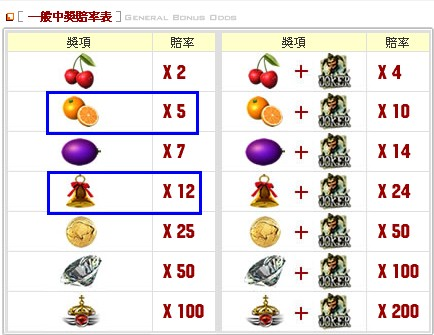 一般中獎賠率表 GENERAL BONUS ODDS
獎項 賠率 獎項 賠率
X 2 + JOKER X 4
X 5 + JOKER X 10
X 7 + JOKER X 14
X 12 + JOKER X 24
X 25 + JOKER X 50
X 50 + JOKER X 100
X 100 + JOKER X 200